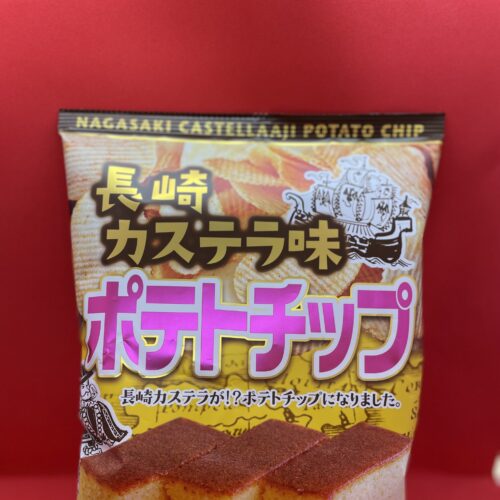 NAGASAKI CASTELLAAJI POTATO CHIP
長崎
カステラ味
ポテトチップ
長崎カステラが!?ポテトチップになりました。